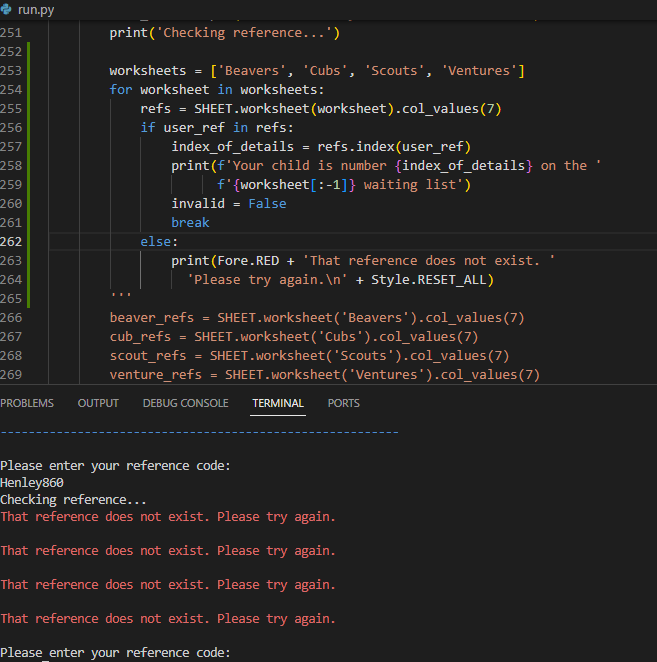 run.py
251 print('Checking reference...')
252
253 worksheets = ['Beavers', 'Cubs', 'Scouts', 'Ventures']
254 for worksheet in worksheets:
255 refs = SHEET.worksheet(worksheet).col_values(7)
256 if user_ref in refs:
257 index_of_details = refs.index(user_ref)
258 print(f'Your child is number {index_of_details} on the '
259 f'{worksheet[:-1]} waiting list')
260 invalid = False
261 break
262 else:
263 print(Fore.RED + 'That reference does not exist. '
264 'Please try again.\n' + Style.RESET_ALL)
265 '''
266 beaver_refs = SHEET.worksheet('Beavers').col_values(7)
267 cub_refs = SHEET.worksheet('Cubs').col_values(7)
268 scout_refs = SHEET.worksheet('Scouts').col_values(7)
269 venture_refs = SHEET.worksheet('Ventures').col_values(7)
PROBLEMS OUTPUT DEBUG CONSOLE TERMINAL PORTS
---------------------------------------------------------
Please enter your reference code:
Henley860
Checking reference...
That reference does not exist. Please try again.
That reference does not exist. Please try again.
That reference does not exist. Please try again.
That reference does not exist. Please try again.
Please enter your reference code: